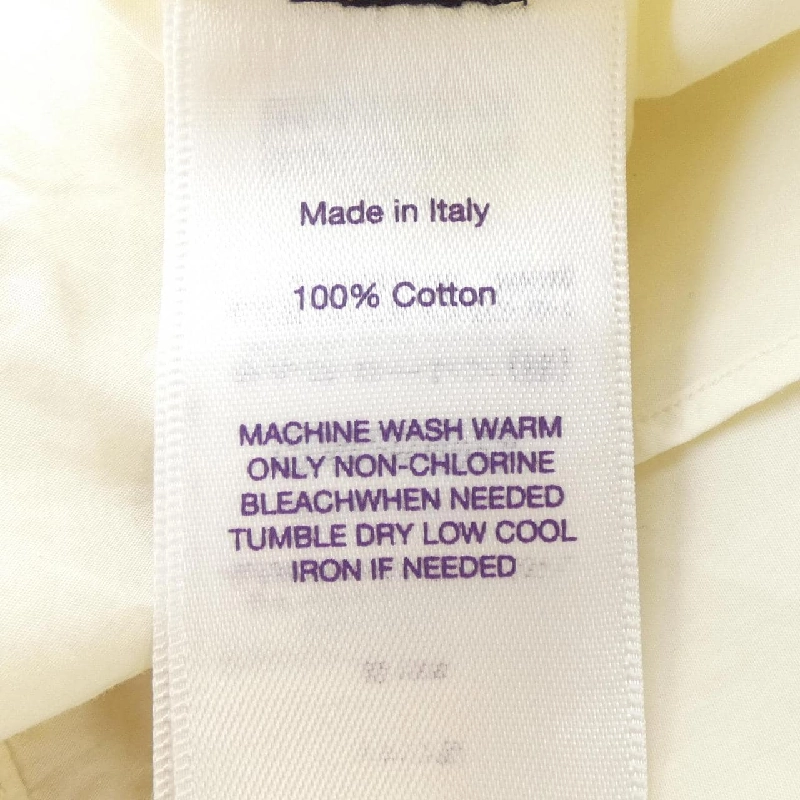 Made in Italy
100% Cotton
MACHINE WASH WARM
ONLY NON-CHLORINE
BLEACHWHEN NEEDED
TUMBLE DRY LOW COOL
IRON IF NEEDED